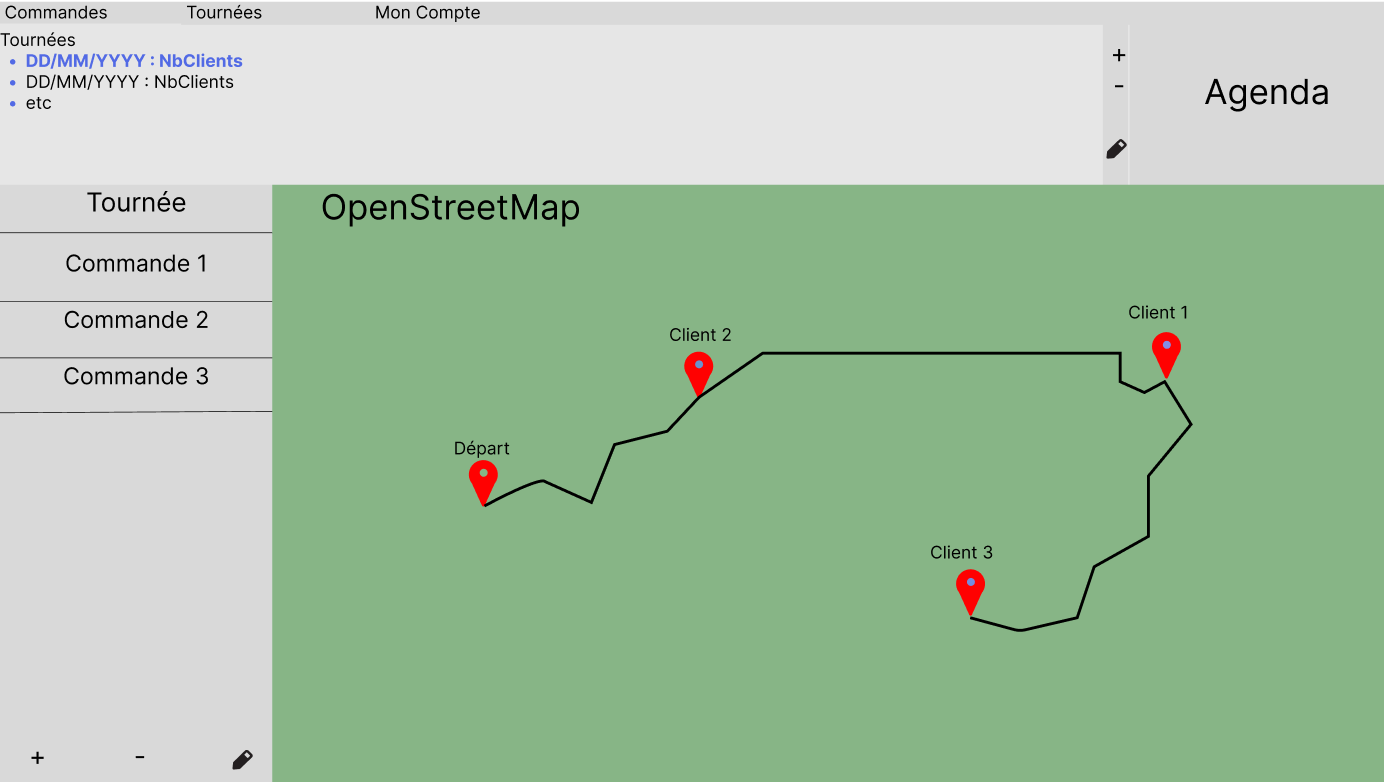 Commandes
Tournées
Mon Compte
Tournées
DD/MM/YYYY : NbClients
DD/MM/YYYY : NbClients
etc
+
-
Agenda
Tournée
Commande 1
Commande 2
Commande 3
+
-
OpenStreetMap
Client 1
Client 2
Départ
Client 3